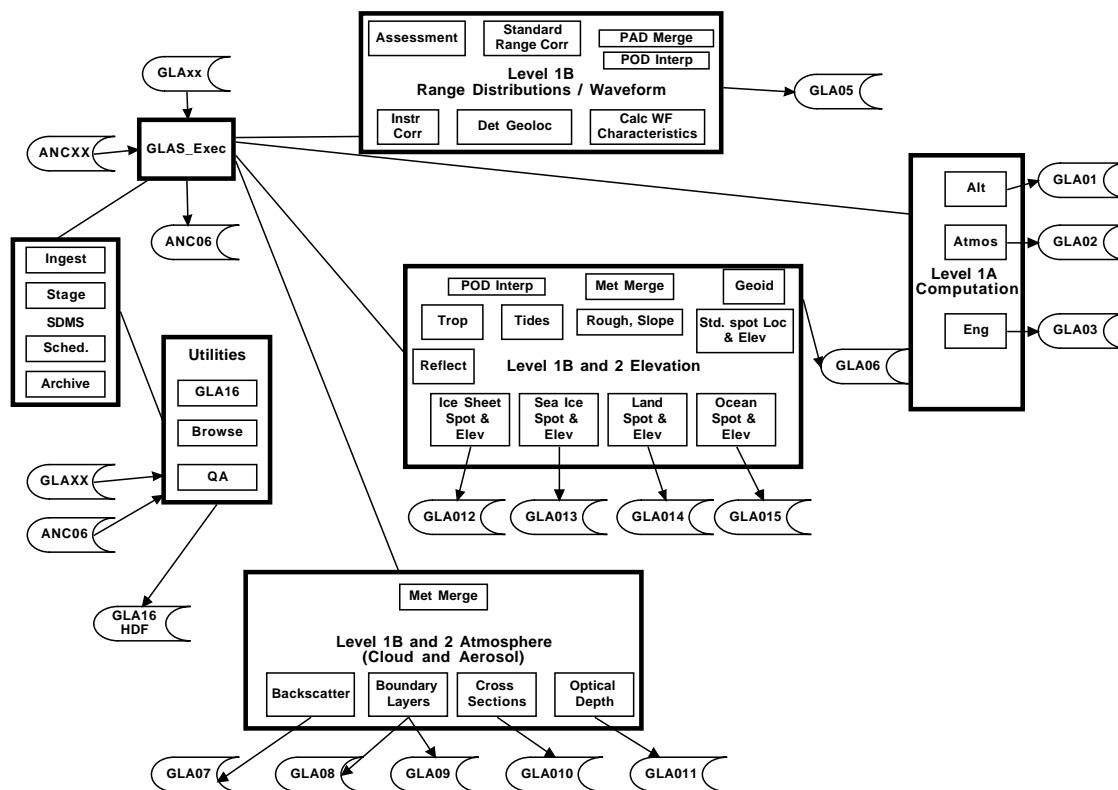 Assessment
Standard
Range Corr
PAD Merge
POD Interp
Level 1B
Range Distributions / Waveform
Instr
Corr
Det Geoloc
Calc WF
Characteristics
GLA05
GLAxx
ANCXX
GLAS_Exec
ANC06
Alt
Atmos
Level 1A
Computation
Eng
GLA01
GLA02
GLA03
Ingest
Stage
SDMS
Sched.
Archive
POD Interp
Met Merge
Geoid
Trop
Tides
Rough, Slope
Std. spot Loc
& Elev
Reflect
Level 1B and 2 Elevation
Ice Sheet
Spot &
Elev
Sea Ice
Spot &
Elev
Land
Spot &
Elev
Ocean
Spot &
Elev
GLA06
GLA012
GLA013
GLA014
GLA015
Utilities
GLA16
Browse
QA
GLAXX
ANC06
GLA16
HDF
Met Merge
Level 1B and 2 Atmosphere
(Cloud and Aerosol)
Backscatter
Boundary
Layers
Cross
Sections
Optical
Depth
GLA07
GLA08
GLA09
GLA010
GLA011